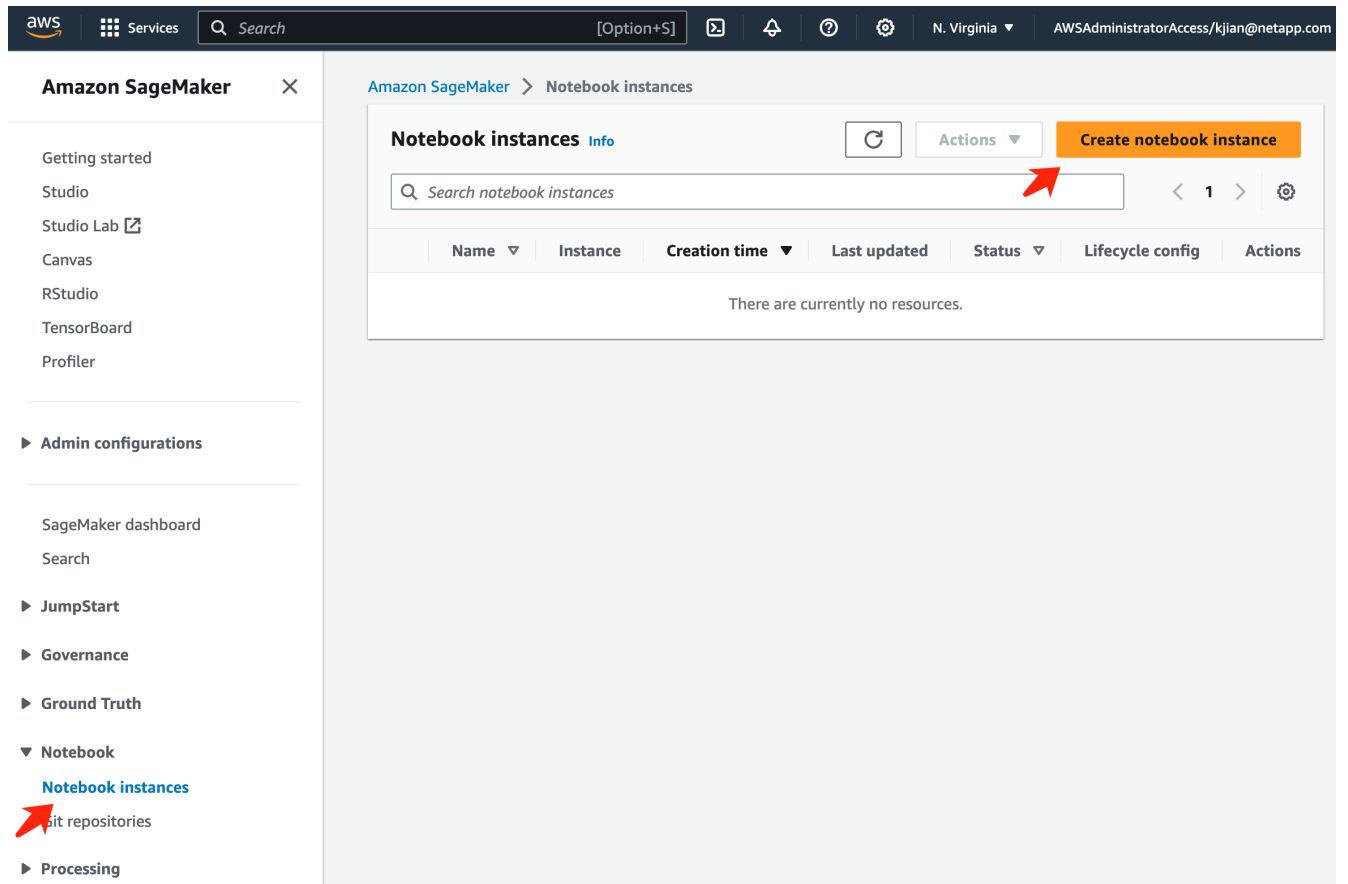 aws Services Search [Option+S] N. Virginia AWSAdministratorAccess/kjian@netapp.com
Amazon SageMaker
Getting started
Studio
Studio Lab
Canvas
RStudio
TensorBoard
Profiler
Admin configurations
SageMaker dashboard
Search
JumpStart
Governance
Ground Truth
Notebook
Notebook instances
Git repositories
Processing
Amazon SageMaker Notebook instances
Notebook instances Info Actions Create notebook instance
Search notebook instances 1
Name Instance Creation time Last updated Status Lifecycle config Actions
There are currently no resources.